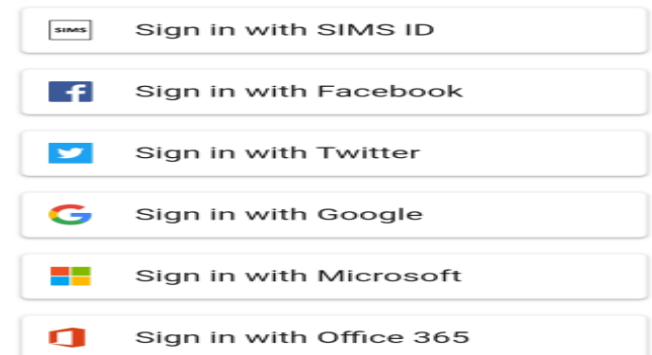 SIMS Sign in with SIMS ID
Sign in with Facebook
Sign in with Twitter
Sign in with Google
Sign in with Microsoft
Sign in with Office 365